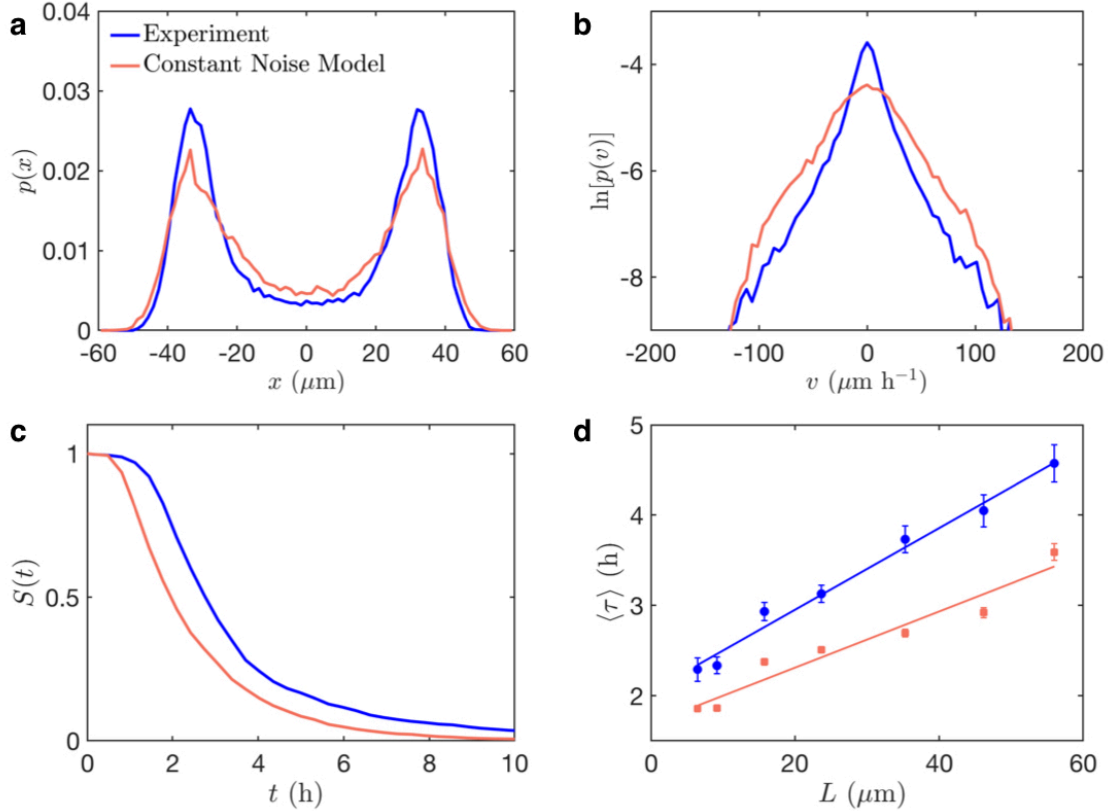 a
0.04
0.03
0.02
0.01
0
p(x)
Experiment
Constant Noise Model
-60 -40 -20 0 20 40 60
x (μm)
b
-4
-6
-8
ln[p(v)]
-200 -100 0 100 200
v (μm h⁻¹)
c
1
0.5
0
S(t)
0 2 4 6 8 10
t (h)
d
5
4
3
2
⟨τ⟩ (h)
0 20 40 60
L (μm)